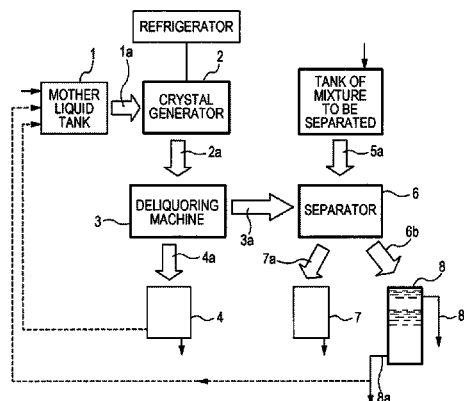 REFRIGERATOR
1
1a
2
MOTHER
LIQUID
TANK
CRYSTAL
GENERATOR
TANK OF
MIXTURE
TO BE
SEPARATED
2a
5a
6
DELIQUORING
MACHINE
SEPARATOR
3
3a
4a
7a
6b
8
4
7
8
8a